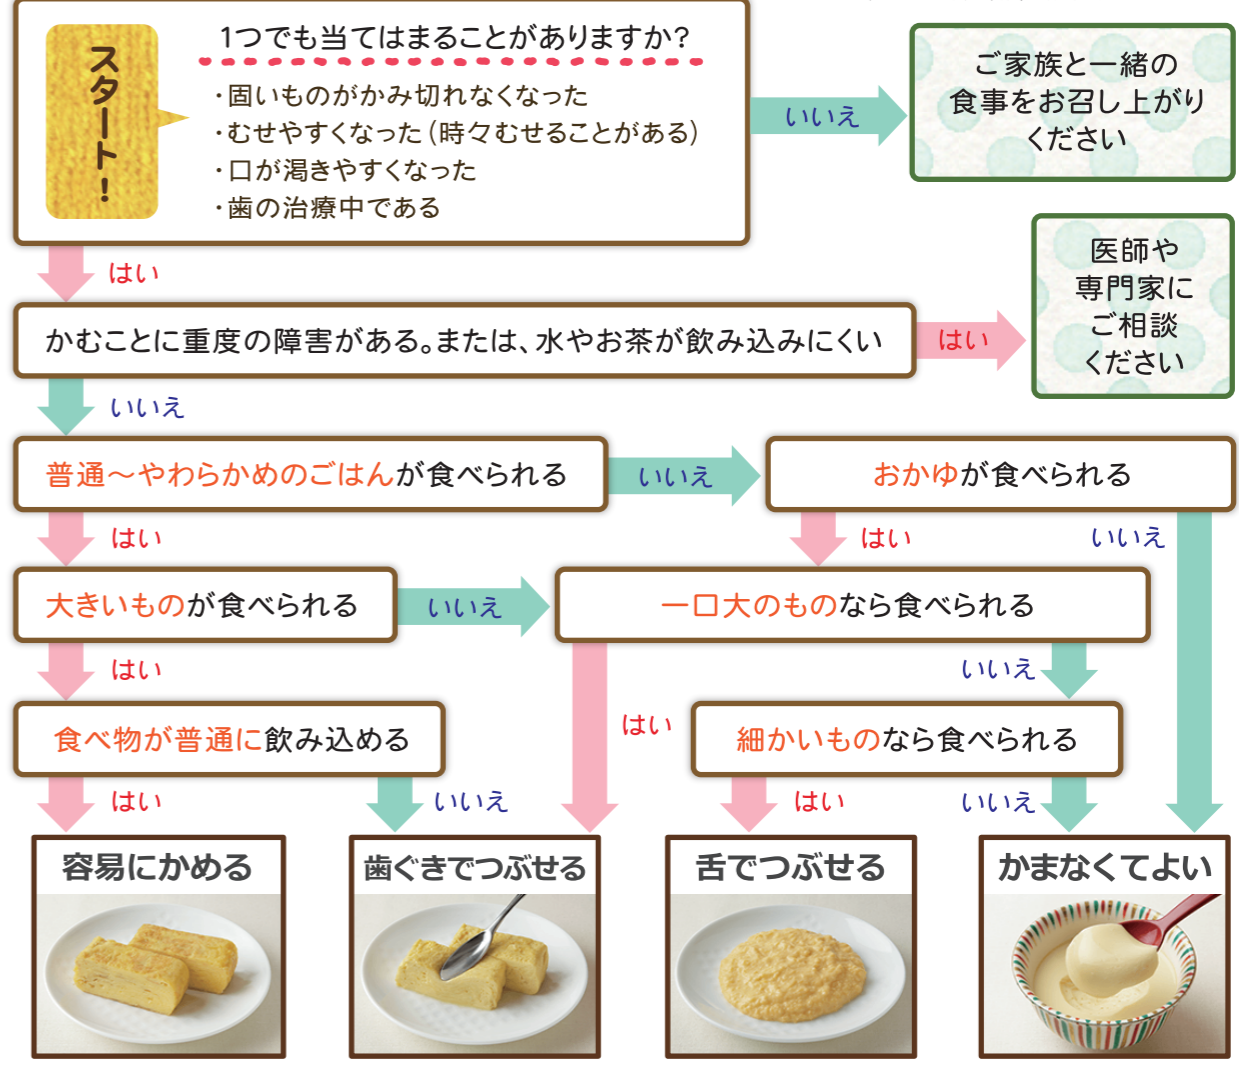 スタート！
1つでも当てはまることがありますか?
・固いものがかみ切れなくなった
・むせやすくなった(時々むせることがある)
・口が渇きやすくなった
・歯の治療中である
いいえ
ご家族と一緒の
食事をお召し上がり
ください
はい
かむことに重度の障害がある。または、水やお茶が飲み込みにくい
はい
医師や
専門家に
ご相談
ください
いいえ
普通〜やわらかめのごはんが食べられる
いいえ
おかゆが食べられる
はい
はい
いいえ
大きいものが食べられる
いいえ
一口大のものなら食べられる
はい
いいえ
食べ物が普通に飲み込める
はい
細かいものなら食べられる
はい
いいえ
はい
いいえ
容易にかめる
歯ぐきでつぶせる
舌でつぶせる
かまなくてよい